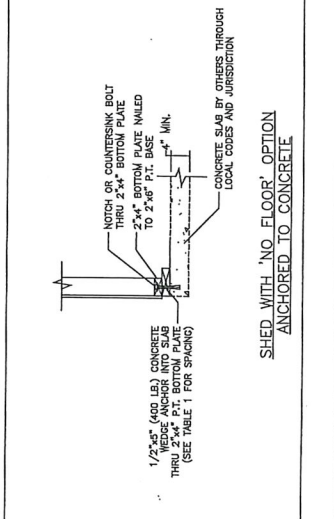 NOTCH OR COUNTERSINK BOLT
THRU 2"x4" BOTTOM PLATE
2"x4" BOTTOM PLATE NAILED
TO 2"x6" P.T. BASE
4" MIN.
1/2"x5" (400 LB.) CONCRETE
WEDGE ANCHOR INTO SLAB
THRU 2"x4" P.T. BOTTOM PLATE
(SEE TABLE 1 FOR SPACING)
CONCRETE SLAB BY OTHERS THROUGH
LOCAL CODES AND JURISDICTION
SHED WITH 'NO FLOOR' OPTION
ANCHORED TO CONCRETE